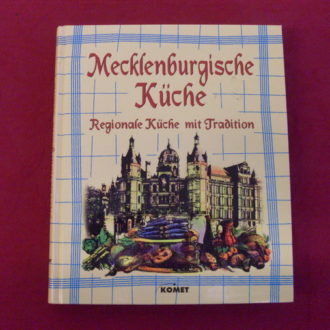 Mecklenburgische
Küche
Regionale Küche mit Tradition
KOMET